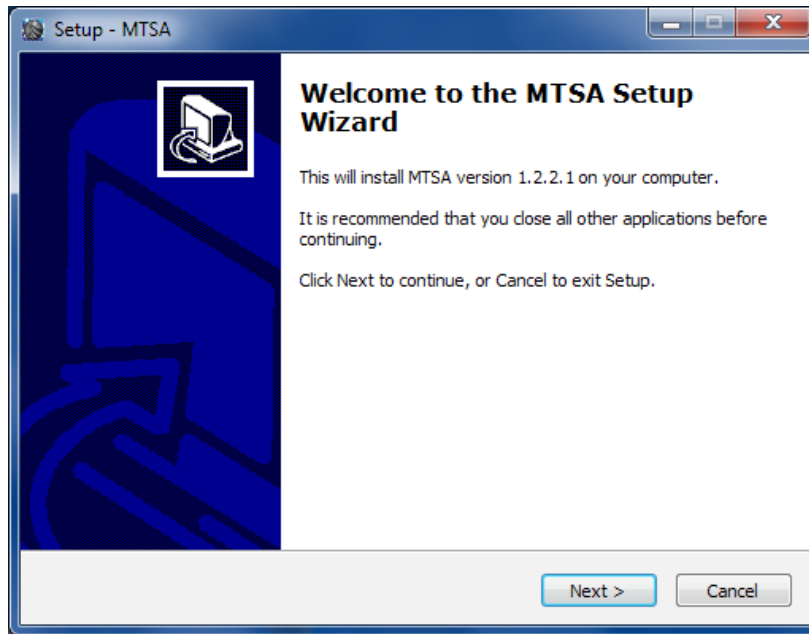 Setup - MTSA
Welcome to the MTSA Setup
Wizard
This will install MTSA version 1.2.2.1 on your computer.
It is recommended that you close all other applications before
continuing.
Click Next to continue, or Cancel to exit Setup.
Next >
Cancel